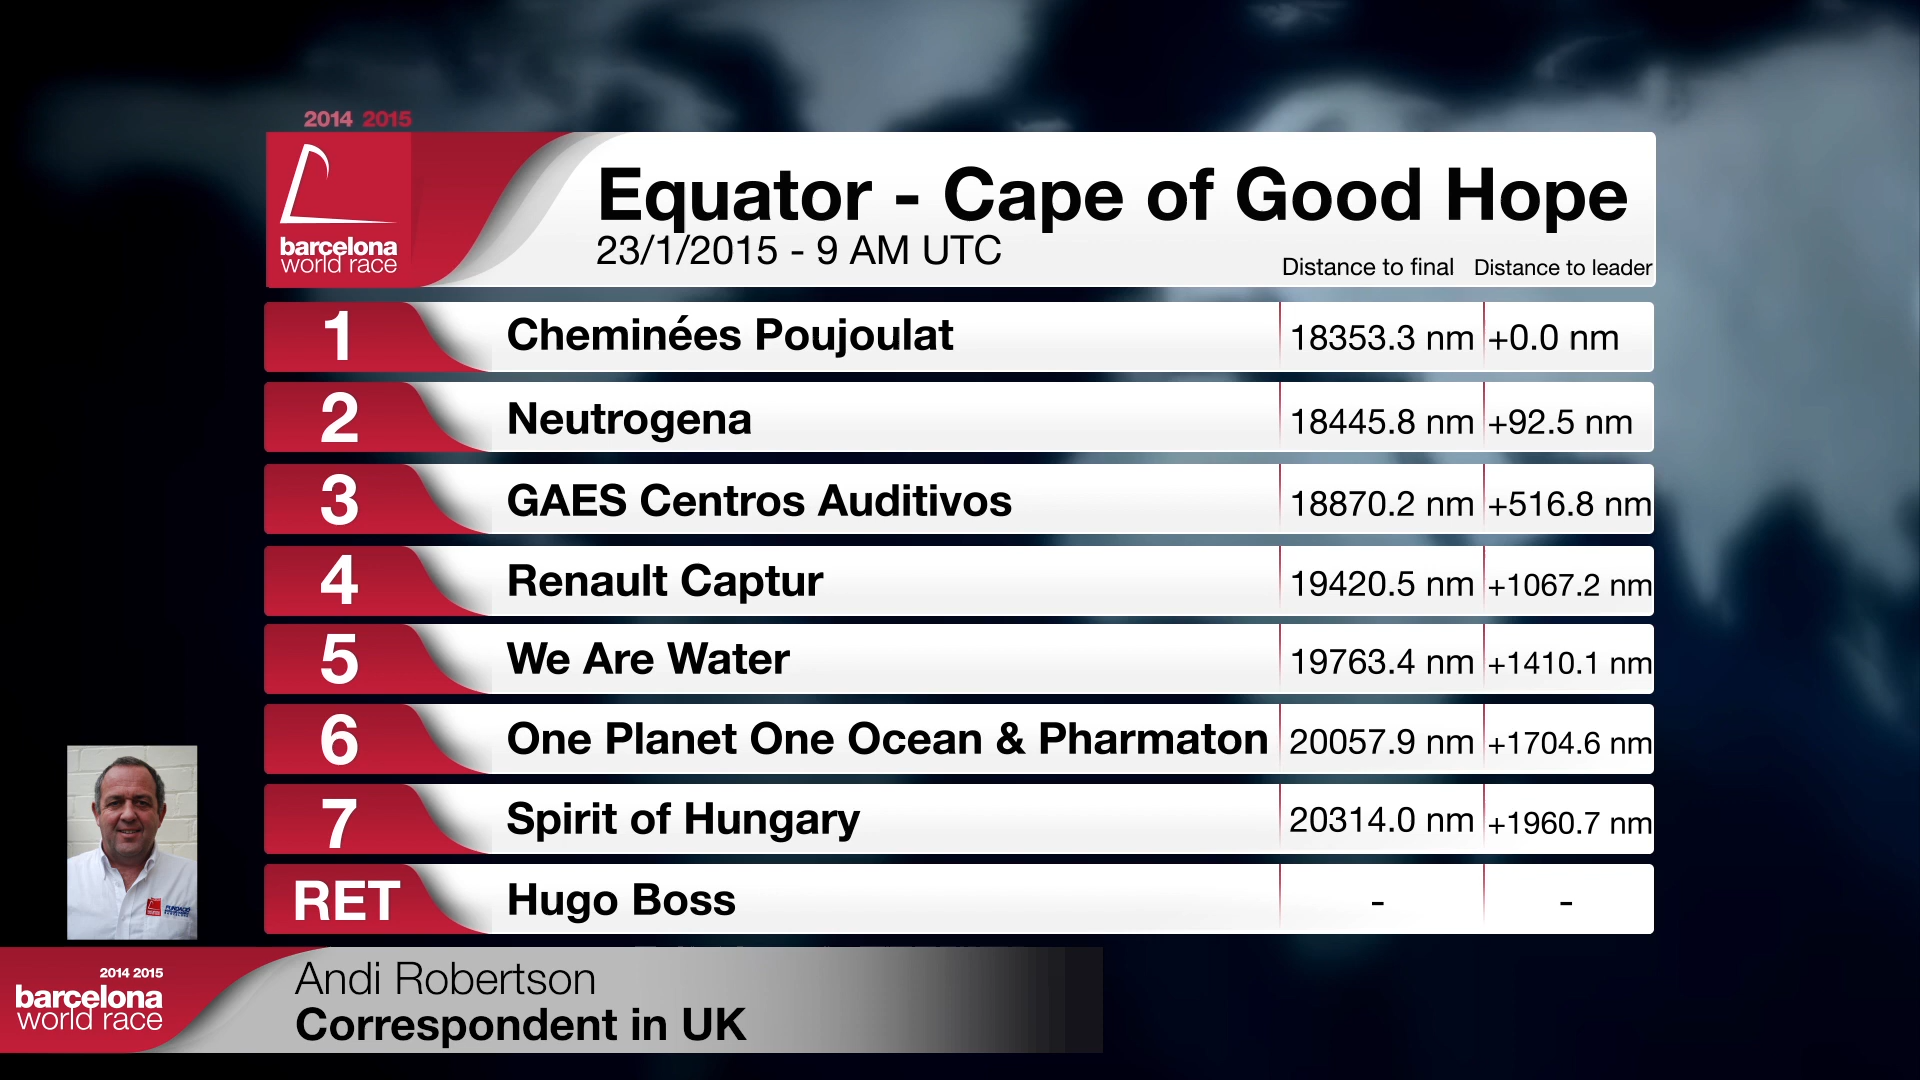 2014 2015
barcelona
world race
Equator - Cape of Good Hope
23/1/2015 - 9 AM UTC
Distance to final Distance to leader
1 Cheminées Poujoulat 18353.3 nm +0.0 nm
2 Neutrogena 18445.8 nm +92.5 nm
3 GAES Centros Auditivos 18870.2 nm +516.8 nm
4 Renault Captur 19420.5 nm +1067.2 nm
5 We Are Water 19763.4 nm +1410.1 nm
6 One Planet One Ocean & Pharmaton 20057.9 nm +1704.6 nm
7 Spirit of Hungary 20314.0 nm +1960.7 nm
RET Hugo Boss - -
2014 2015
barcelona
world race
Andi Robertson
Correspondent in UK